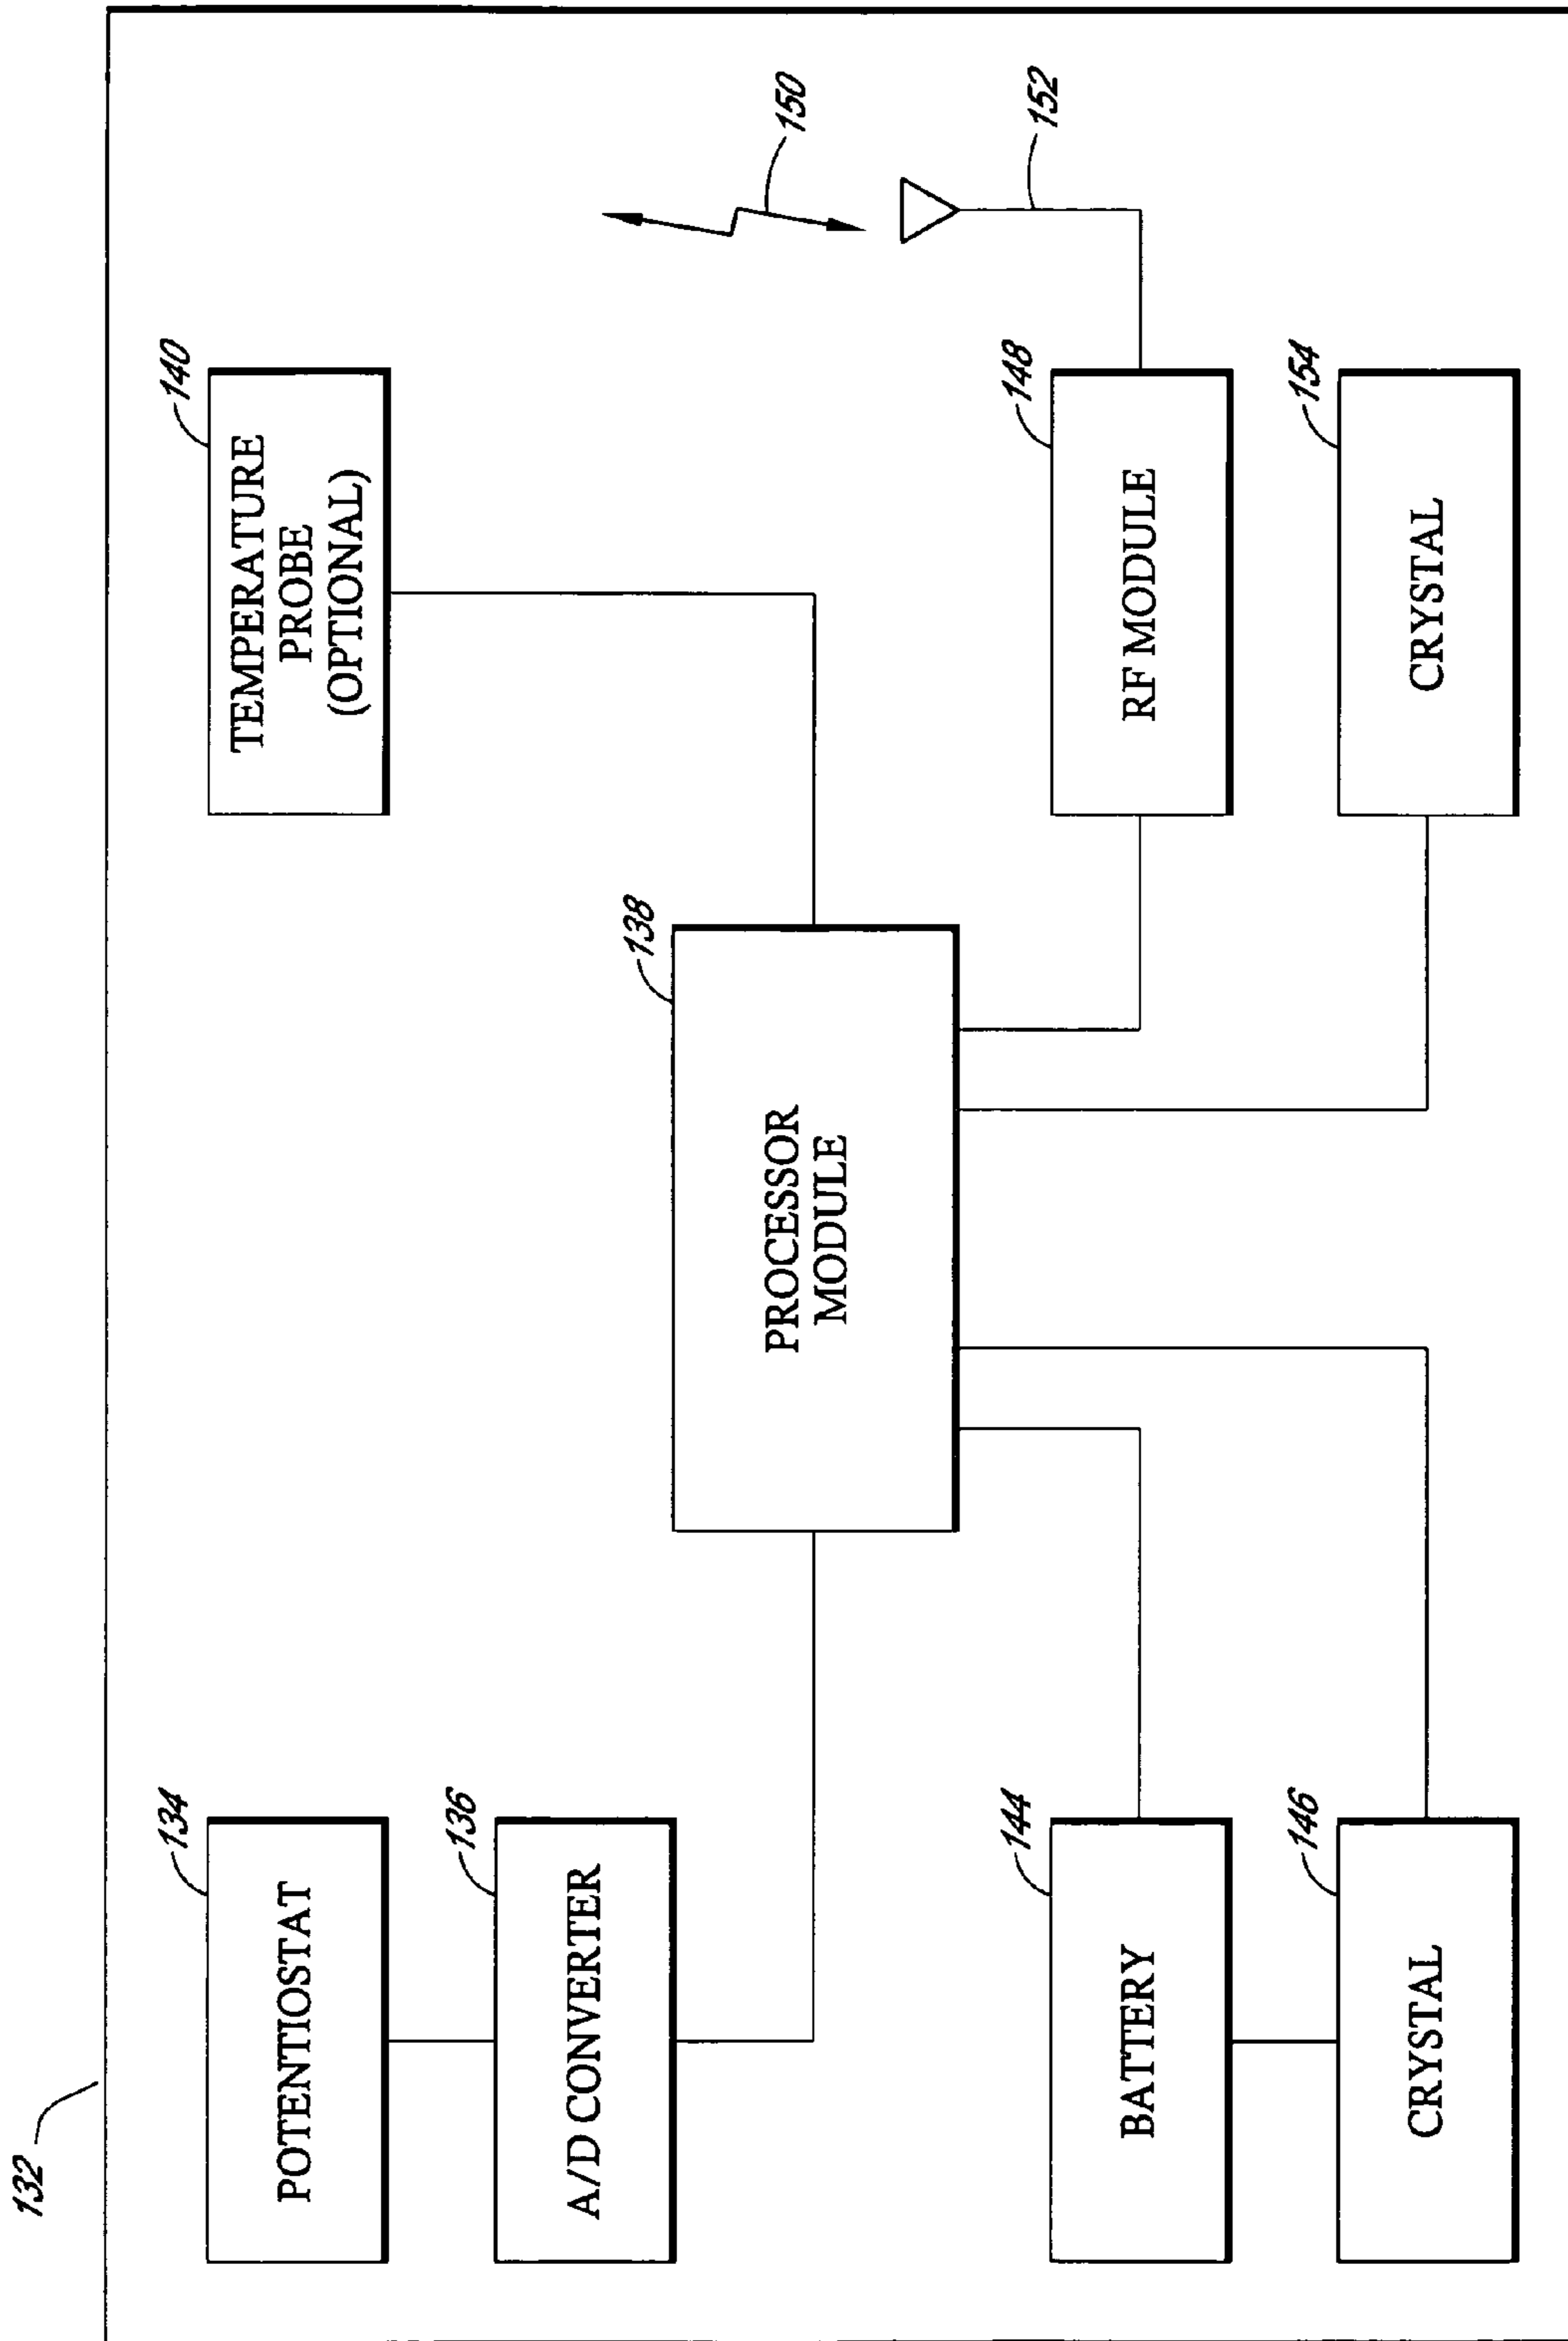 132
134
POTENTIOSTAT
140
TEMPERATURE
PROBE
(OPTIONAL)
136
A/D CONVERTER
138
PROCESSOR
MODULE
150
152
144
BATTERY
148
RF MODULE
146
CRYSTAL
154
CRYSTAL